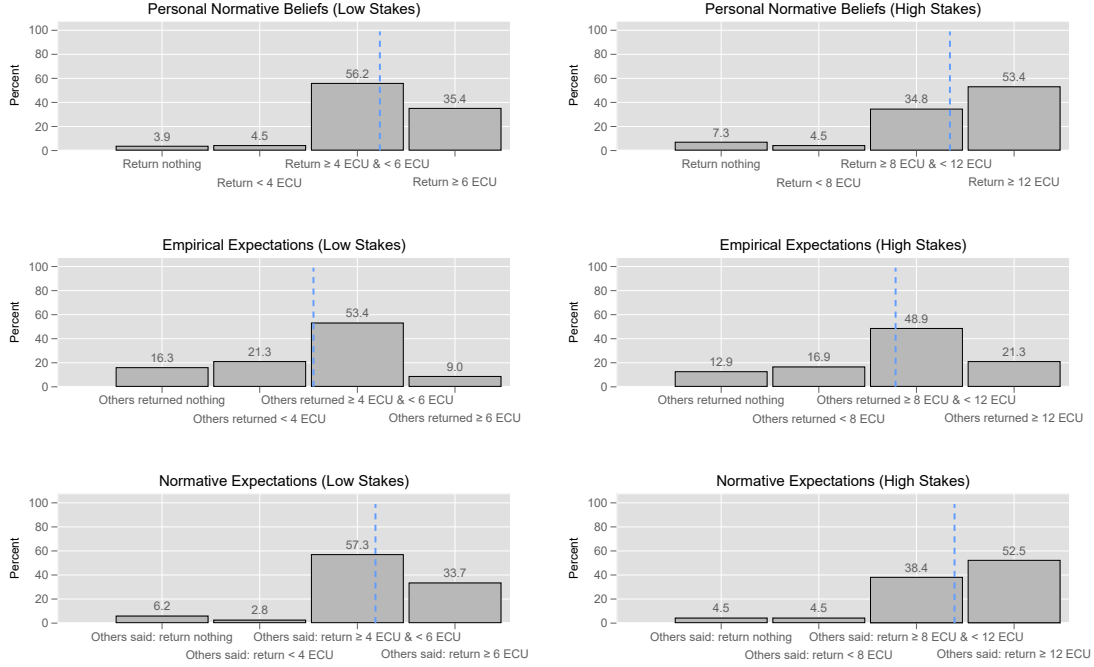 Personal Normative Beliefs (Low Stakes)
Percent
100
80
60
40
20
0
3.9
4.5
56.2
35.4
Return nothing
Return ≥ 4 ECU & < 6 ECU
Return < 4 ECU
Return ≥ 6 ECU
Personal Normative Beliefs (High Stakes)
Percent
100
80
60
40
20
0
7.3
4.5
34.8
53.4
Return nothing
Return ≥ 8 ECU & < 12 ECU
Return < 8 ECU
Return ≥ 12 ECU
Empirical Expectations (Low Stakes)
Percent
100
80
60
40
20
0
16.3
21.3
53.4
9.0
Others returned nothing
Others returned ≥ 4 ECU & < 6 ECU
Others returned < 4 ECU
Others returned ≥ 6 ECU
Empirical Expectations (High Stakes)
Percent
100
80
60
40
20
0
12.9
16.9
48.9
21.3
Others returned nothing
Others returned ≥ 8 ECU & < 12 ECU
Others returned < 8 ECU
Others returned ≥ 12 ECU
Normative Expectations (Low Stakes)
Percent
100
80
60
40
20
0
6.2
2.8
57.3
33.7
Others said: return nothing
Others said: return ≥ 4 ECU & < 6 ECU
Others said: return < 4 ECU
Others said: return ≥ 6 ECU
Normative Expectations (High Stakes)
Percent
100
80
60
40
20
0
4.5
4.5
38.4
52.5
Others said: return nothing
Others said: return ≥ 8 ECU & < 12 ECU
Others said: return < 8 ECU
Others said: return ≥ 12 ECU